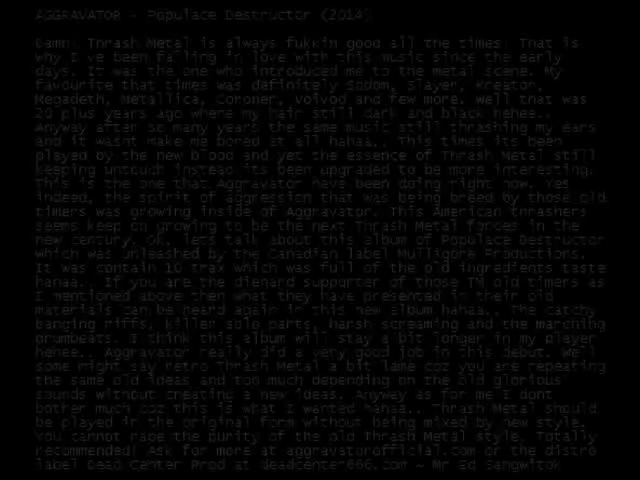 AGGRAVATOR - Populace Destructor (2014)
Damn! Thrash Metal is always fukkin good all the times! That is
why I've been falling in love with this music since the early
days. It was the one who introduced me to the metal scene. My
favourite that times was definitely Sodom, Slayer, Kreator,
Megadeth, Metallica, Coroner, Voivod and few more. Well that was
20 plus years ago where my hair still dark and black hehee..
Anyway after so many years the same music still thrashing my ears
and it wasnt make me bored at all hahaa.. This times its been
played by the new blood and yet the essence of Thrash Metal still
keeping untouch instead its been upgraded to be more interesting.
This is the one that Aggravator have been doing right now. Yes
indeed, the spirit of aggression that was being breed by those old
timers was growing inside of Aggravator. This American thrashers
seems keep on growing to be the next Thrash Metal forces in the
new century. Ok, lets talk about this album of Populace Destructor
which was unleashed by the Canadian label Mulligore Productions.
It was contain 10 trax which was full of the old ingredients taste
hahaa.. If you are the diehard supporter of those TM old timers as
I mentioned above then what they have presented in their old
materials can be heard again in this new album hahaa.. The catchy
banging riffs, killer solo parts, harsh screaming and the marching
drumbeats. I think this album will stay a bit longer in my player
hehee.. Aggravator really did a very good job in this debut. Well
some might say Retro Thrash Metal a bit lame coz you are repeating
the same old ideas and too much depending on the old glorious
sounds without creating a new ideas. Anyway as for me I dont
bother much coz this is what I wanted hahaa.. Thrash Metal should
be played in the original form without being mixed by new style.
You cannot rape the purity of the old Thrash Metal style. Totally
recommended! Ask for more at aggravatorofficial.com or the distro
label Dead Center Prod at deadcenter666.com ~ Mr Ed Sangwitok